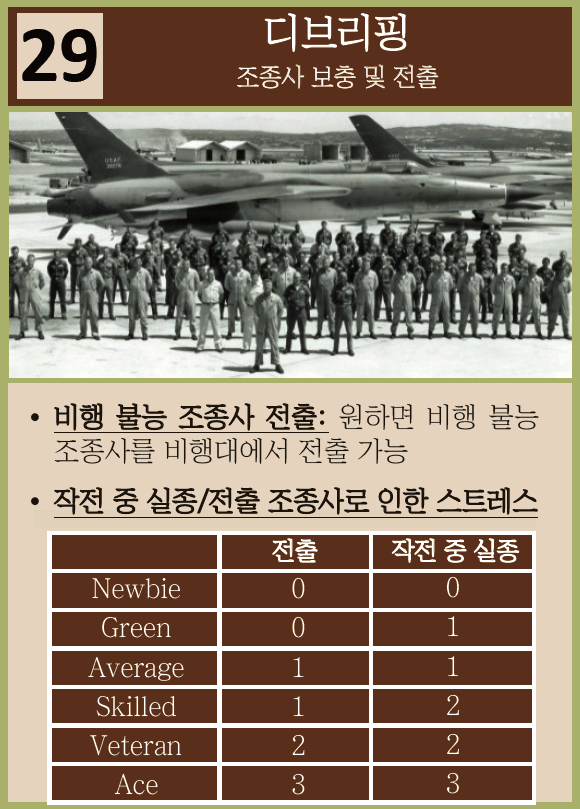 29
디브리핑
조종사 보충 및 전출
USAF
• 비행 불능 조종사 전출: 원하면 비행 불능
조종사를 비행대에서 전출 가능
• 작전 중 실종/전출 조종사로 인한 스트레스
전출 작전 중 실종
Newbie 0 0
Green 0 1
Average 1 1
Skilled 1 2
Veteran 2 2
Ace 3 3